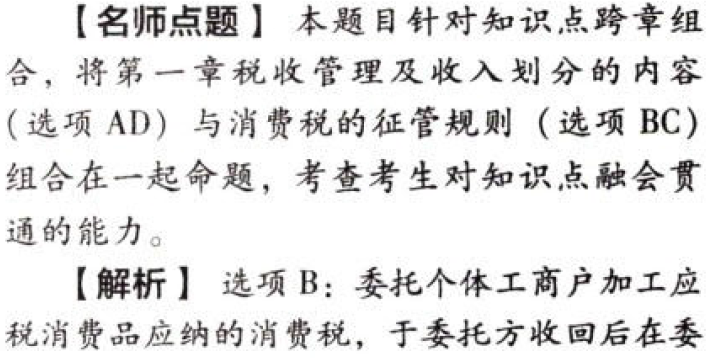 【名师点题】 本题目针对知识点跨章组
合，将第一章税收管理及收入划分的内容
（选项 AD）与消费税的征管规则（选项 BC）
组合在一起命题，考查考生对知识点融会贯
通的能力。
【解析】 选项 B：委托个体工商户加工应
税消费品应纳的消费税，于委托方收回后在委